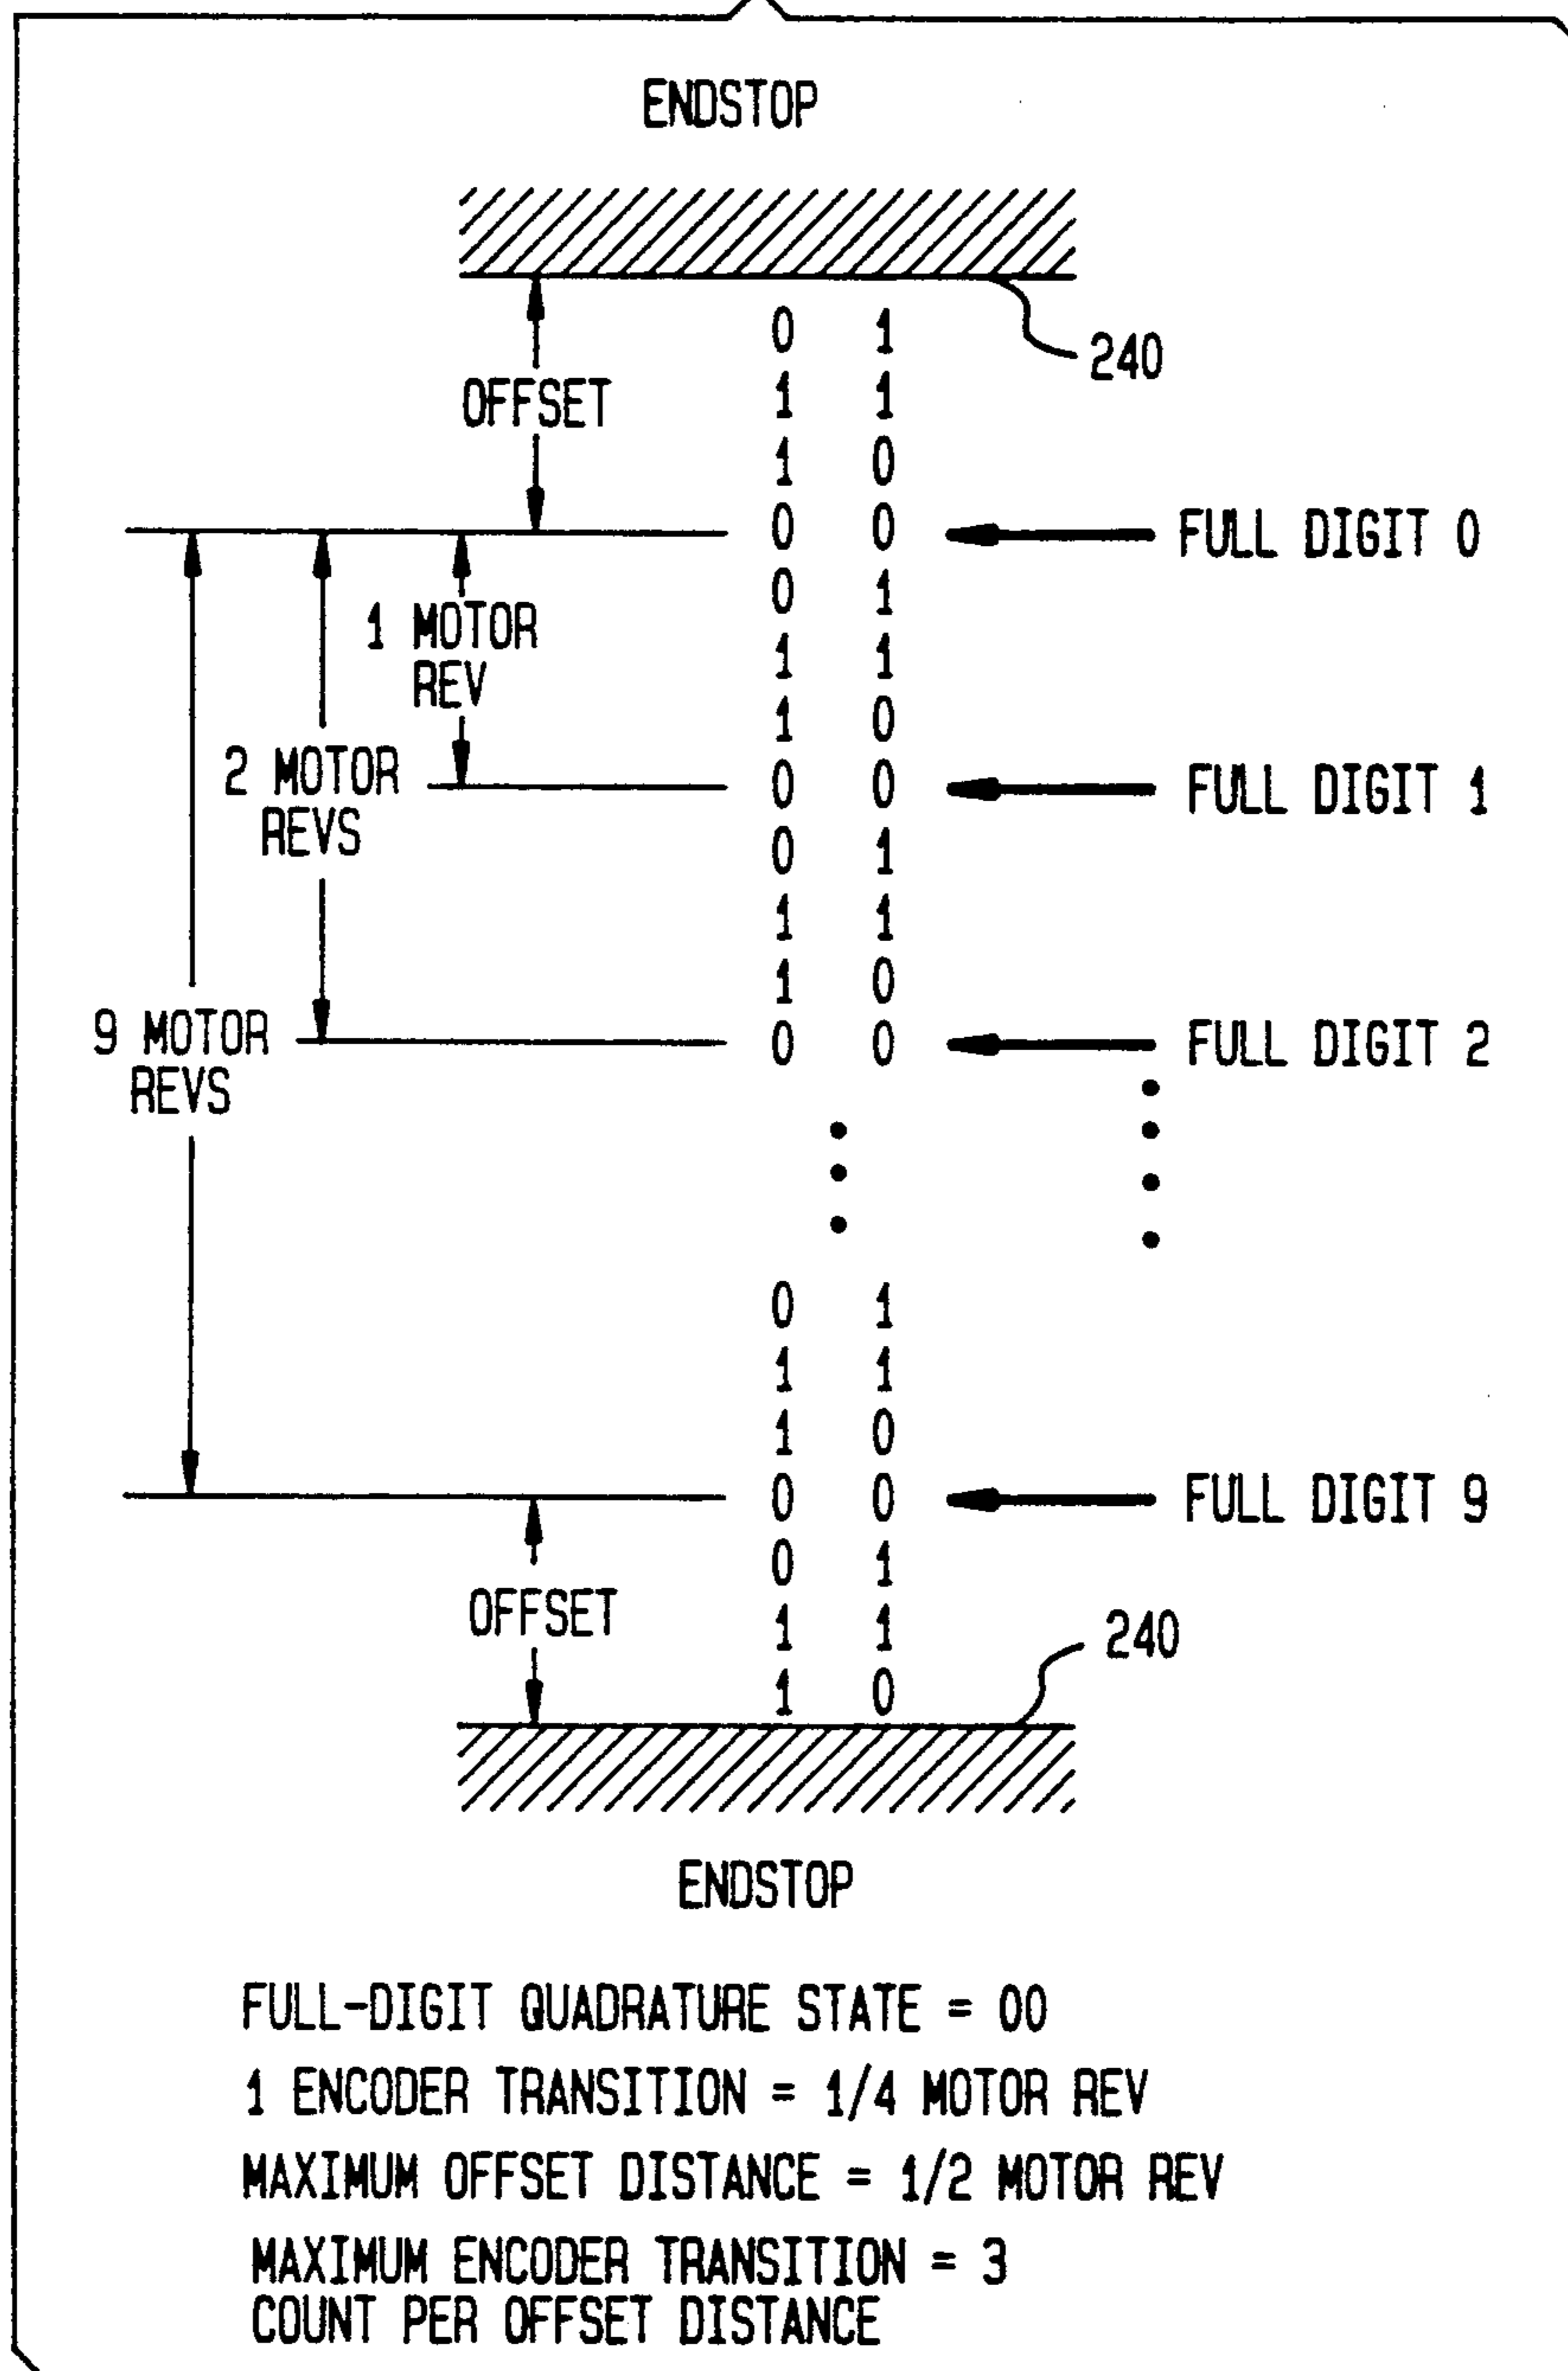 ENDSTOP
0 1
240
1 1
OFFSET
1 0
0 0 FULL DIGIT 0
0 1
1 MOTOR
REV
1 1
1 0
2 MOTOR
REVS
0 0 FULL DIGIT 1
0 1
1 1
1 0
9 MOTOR
REVS
0 0 FULL DIGIT 2
0 1
1 1
1 0
0 0 FULL DIGIT 9
0 1
OFFSET
1 1
240
1 0
ENDSTOP
FULL-DIGIT QUADRATURE STATE = 00
1 ENCODER TRANSITION = 1/4 MOTOR REV
MAXIMUM OFFSET DISTANCE = 1/2 MOTOR REV
MAXIMUM ENCODER TRANSITION = 3
COUNT PER OFFSET DISTANCE